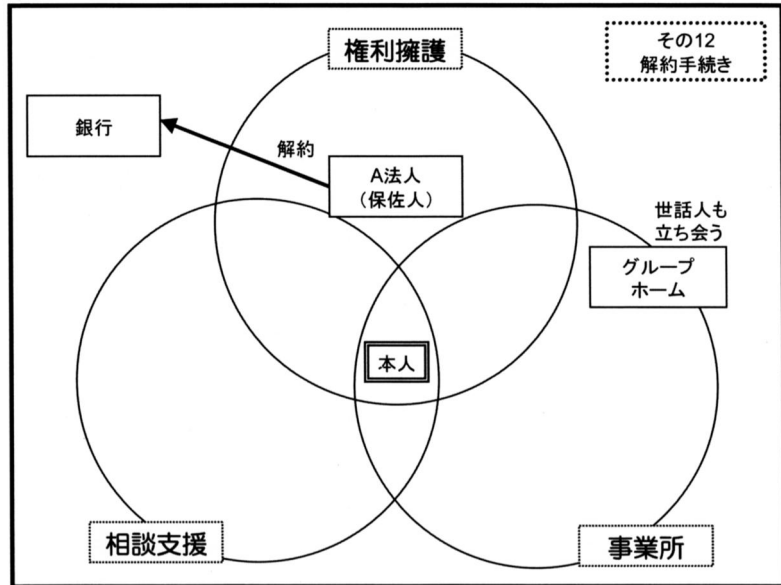 権利擁護
その12
解約手続き
銀行
解約
A法人
（保佐人）
世話人も
立ち会う
グループ
ホーム
本人
相談支援
事業所